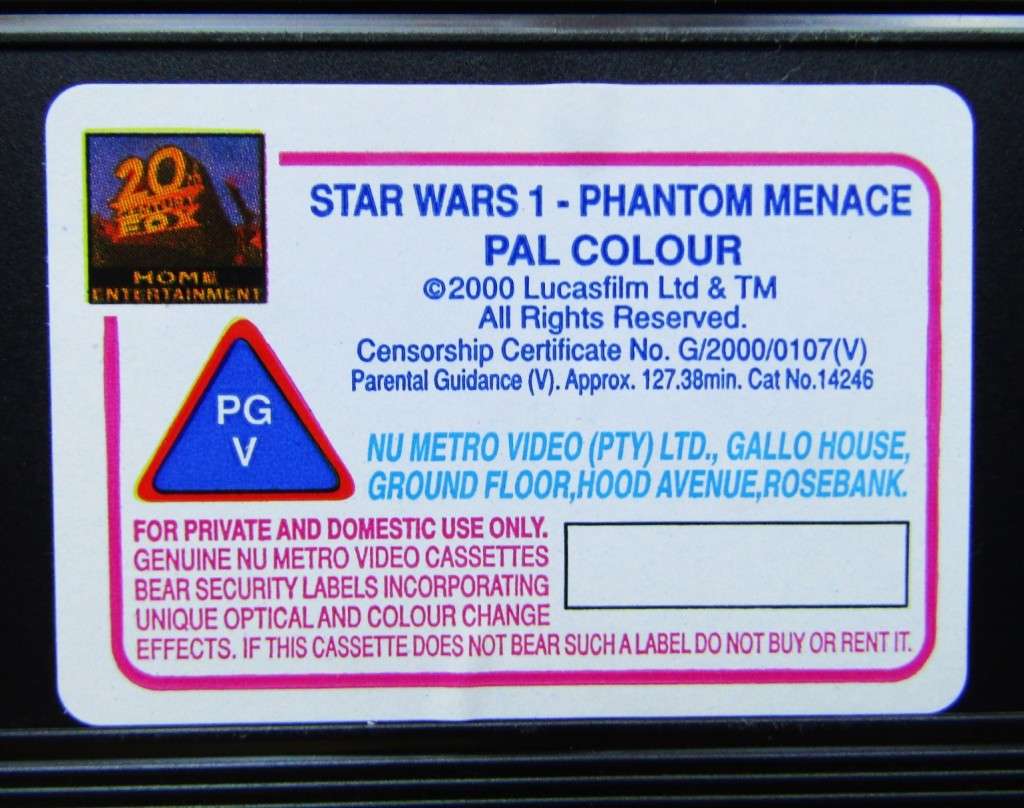 20th
CENTURY
FOX
HOME
ENTERTAINMENT
STAR WARS 1 - PHANTOM MENACE
PAL COLOUR
©2000 Lucasfilm Ltd & TM
All Rights Reserved.
Censorship Certificate No. G/2000/0107(V)
Parental Guidance (V). Approx. 127.38min. Cat No.14246
PG
V
NU METRO VIDEO (PTY) LTD., GALLO HOUSE,
GROUND FLOOR,HOOD AVENUE,ROSEBANK.
FOR PRIVATE AND DOMESTIC USE ONLY.
GENUINE NU METRO VIDEO CASSETTES
BEAR SECURITY LABELS INCORPORATING
UNIQUE OPTICAL AND COLOUR CHANGE
EFFECTS. IF THIS CASSETTE DOES NOT BEAR SUCH A LABEL DO NOT BUY OR RENT IT.